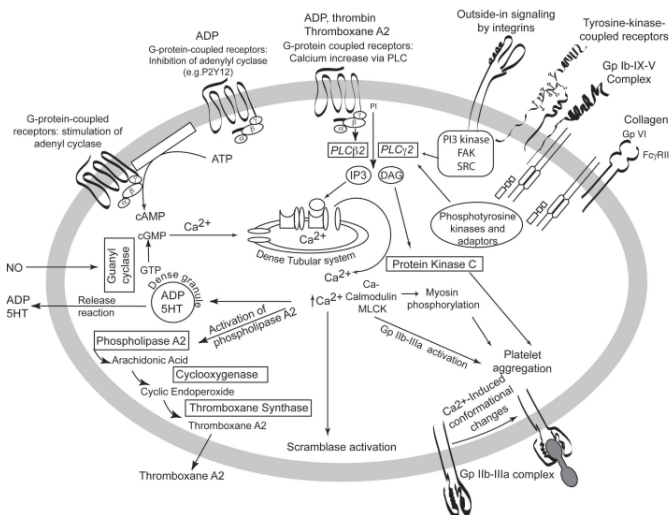 ADP
G-protein-coupled receptors:
Inhibition of adenylyl cyclase
(e.g.P2Y12)
ADP, thrombin
Thromboxane A2
G-protein coupled receptors:
Calcium increase via PLC
Outside-in signaling
by integrins
Tyrosine-kinase-
coupled receptors
Gp Ib-IX-V
Complex
Collagen
Gp VI
FcγRII
G-protein-coupled
receptors: stimulation of
adenyl cyclase
γ
β
α
γ
β
α
γ
β
α
PI
ATP
PLCβ2
PLCγ2
PI3 kinase
FAK
SRC
IP3
DAG
cAMP
cGMP
Ca2+
Ca2+
Dense Tubular system
Phosphotyrosine
kinases and
adaptors
NO
Guanyl
cyclase
GTP
Ca2+
Protein Kinase C
Dense granule
ADP
5HT
ADP
5HT
Release
reaction
↑Ca2+
Ca-
Calmodulin
MLCK
Myosin
phosphorylation
Activation of
phospholipase A2
Gp IIb-IIIa activation
Platelet
aggregation
Phospholipase A2
Arachidonic Acid
Cyclooxygenase
Cyclic Endoperoxide
Thromboxane Synthase
Thromboxane A2
Ca2+-Induced
conformational
changes
Scramblase activation
Thromboxane A2
Gp IIb-IIIa complex